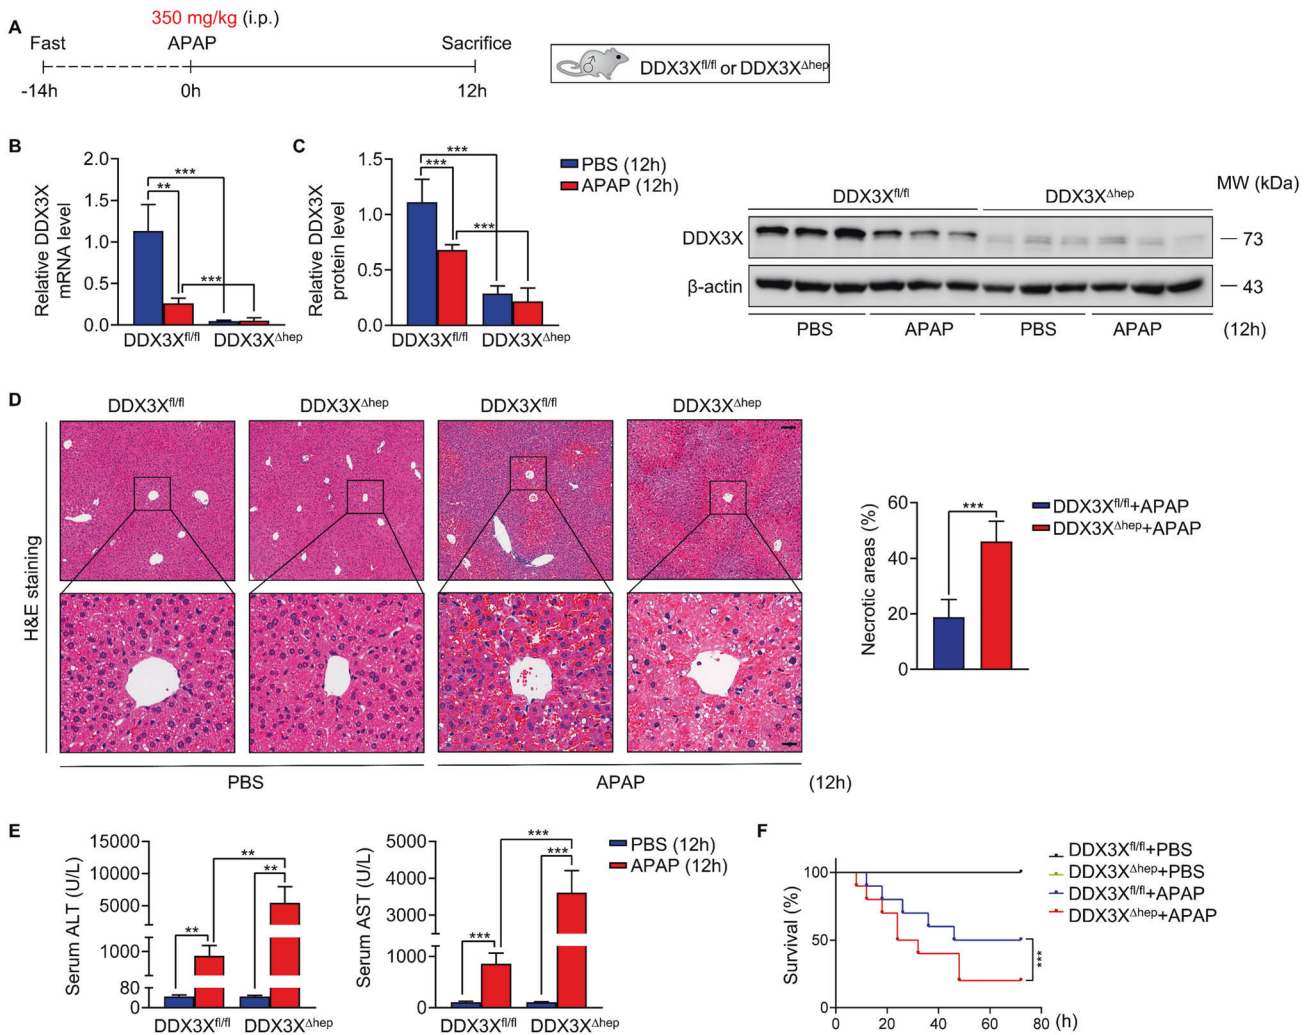 A
350 mg/kg (i.p.)
Fast APAP Sacrifice
-14h 0h 12h
♂
DDX3Xfl/fl or DDX3XΔhep
B
Relative DDX3X
mRNA level
2.0
1.5
1.0
0.5
0.0
***
**
***
DDX3Xfl/fl DDX3XΔhep
C
Relative DDX3X
protein level
1.5
1.0
0.5
0.0
***
***
***
DDX3Xfl/fl DDX3XΔhep
PBS (12h)
APAP (12h)
DDX3Xfl/fl DDX3XΔhep MW (kDa)
DDX3X 73
β-actin 43
PBS APAP PBS APAP (12h)
D
DDX3Xfl/fl DDX3XΔhep DDX3Xfl/fl DDX3XΔhep
H&E staining
PBS APAP (12h)
Necrotic areas (%)
60
40
20
0
***
DDX3Xfl/fl+APAP
DDX3XΔhep+APAP
E
Serum ALT (U/L)
15000
10000
5000
1000
80
0
**
**
**
DDX3Xfl/fl DDX3XΔhep
Serum AST (U/L)
5000
4000
3000
1000
0
***
***
***
DDX3Xfl/fl DDX3XΔhep
PBS (12h)
APAP (12h)
F
Survival (%)
100
50
0
0 20 40 60 80 (h)
***
DDX3Xfl/fl+PBS
DDX3XΔhep+PBS
DDX3Xfl/fl+APAP
DDX3XΔhep+APAP